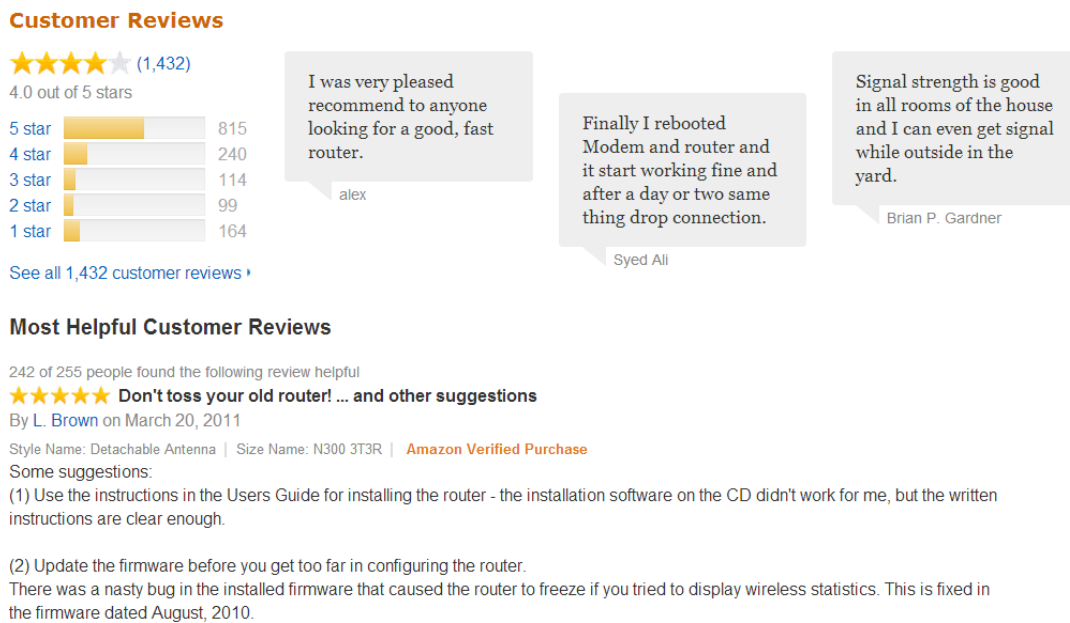 Customer Reviews
(1,432)
4.0 out of 5 stars
5 star 815
4 star 240
3 star 114
2 star 99
1 star 164
See all 1,432 customer reviews
I was very pleased
recommend to anyone
looking for a good, fast
router.
alex
Finally I rebooted
Modem and router and
it start working fine and
after a day or two same
thing drop connection.
Syed Ali
Signal strength is good
in all rooms of the house
and I can even get signal
while outside in the
yard.
Brian P. Gardner
Most Helpful Customer Reviews
242 of 255 people found the following review helpful
Don't toss your old router! ... and other suggestions
By L. Brown on March 20, 2011
Style Name: Detachable Antenna | Size Name: N300 3T3R | Amazon Verified Purchase
Some suggestions:
(1) Use the instructions in the Users Guide for installing the router - the installation software on the CD didn't work for me, but the written
instructions are clear enough.
(2) Update the firmware before you get too far in configuring the router.
There was a nasty bug in the installed firmware that caused the router to freeze if you tried to display wireless statistics. This is fixed in
the firmware dated August, 2010.